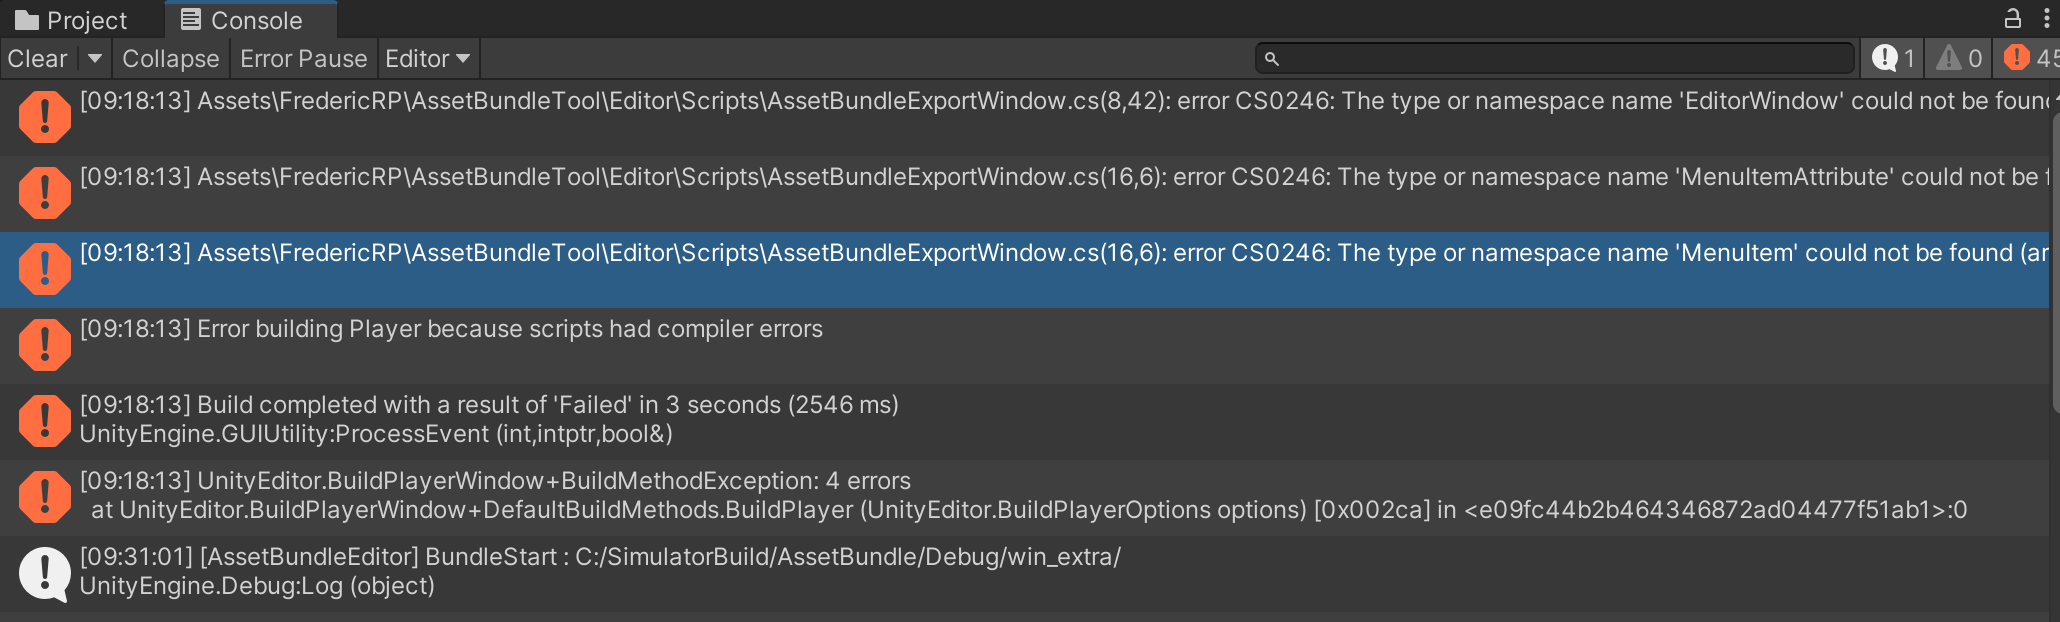 Project
Console
Clear
Collapse
Error Pause
Editor
1
0
45
[09:18:13] Assets\FredericRP\AssetBundleTool\Editor\Scripts\AssetBundleExportWindow.cs(8,42): error CS0246: The type or namespace name 'EditorWindow' could not be foun
[09:18:13] Assets\FredericRP\AssetBundleTool\Editor\Scripts\AssetBundleExportWindow.cs(16,6): error CS0246: The type or namespace name 'MenuItemAttribute' could not be f
[09:18:13] Assets\FredericRP\AssetBundleTool\Editor\Scripts\AssetBundleExportWindow.cs(16,6): error CS0246: The type or namespace name 'MenuItem' could not be found (ar
[09:18:13] Error building Player because scripts had compiler errors
[09:18:13] Build completed with a result of 'Failed' in 3 seconds (2546 ms)
UnityEngine.GUIUtility:ProcessEvent (int,intptr,bool&)
[09:18:13] UnityEditor.BuildPlayerWindow+BuildMethodException: 4 errors
at UnityEditor.BuildPlayerWindow+DefaultBuildMethods.BuildPlayer (UnityEditor.BuildPlayerOptions options) [0x002ca] in <e09fc44b2b464346872ad04477f51ab1>:0
[09:31:01] [AssetBundleEditor] BundleStart : C:/SimulatorBuild/AssetBundle/Debug/win_extra/
UnityEngine.Debug:Log (object)